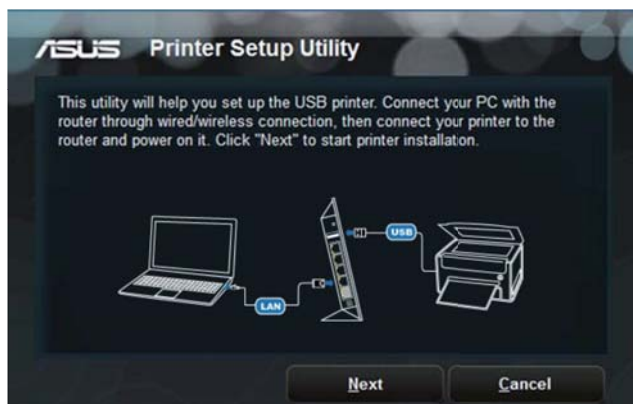 ASUS Printer Setup Utility
This utility will help you set up the USB printer. Connect your PC with the
router through wired/wireless connection, then connect your printer to the
router and power on it. Click "Next" to start printer installation.
USB
LAN
Next Cancel